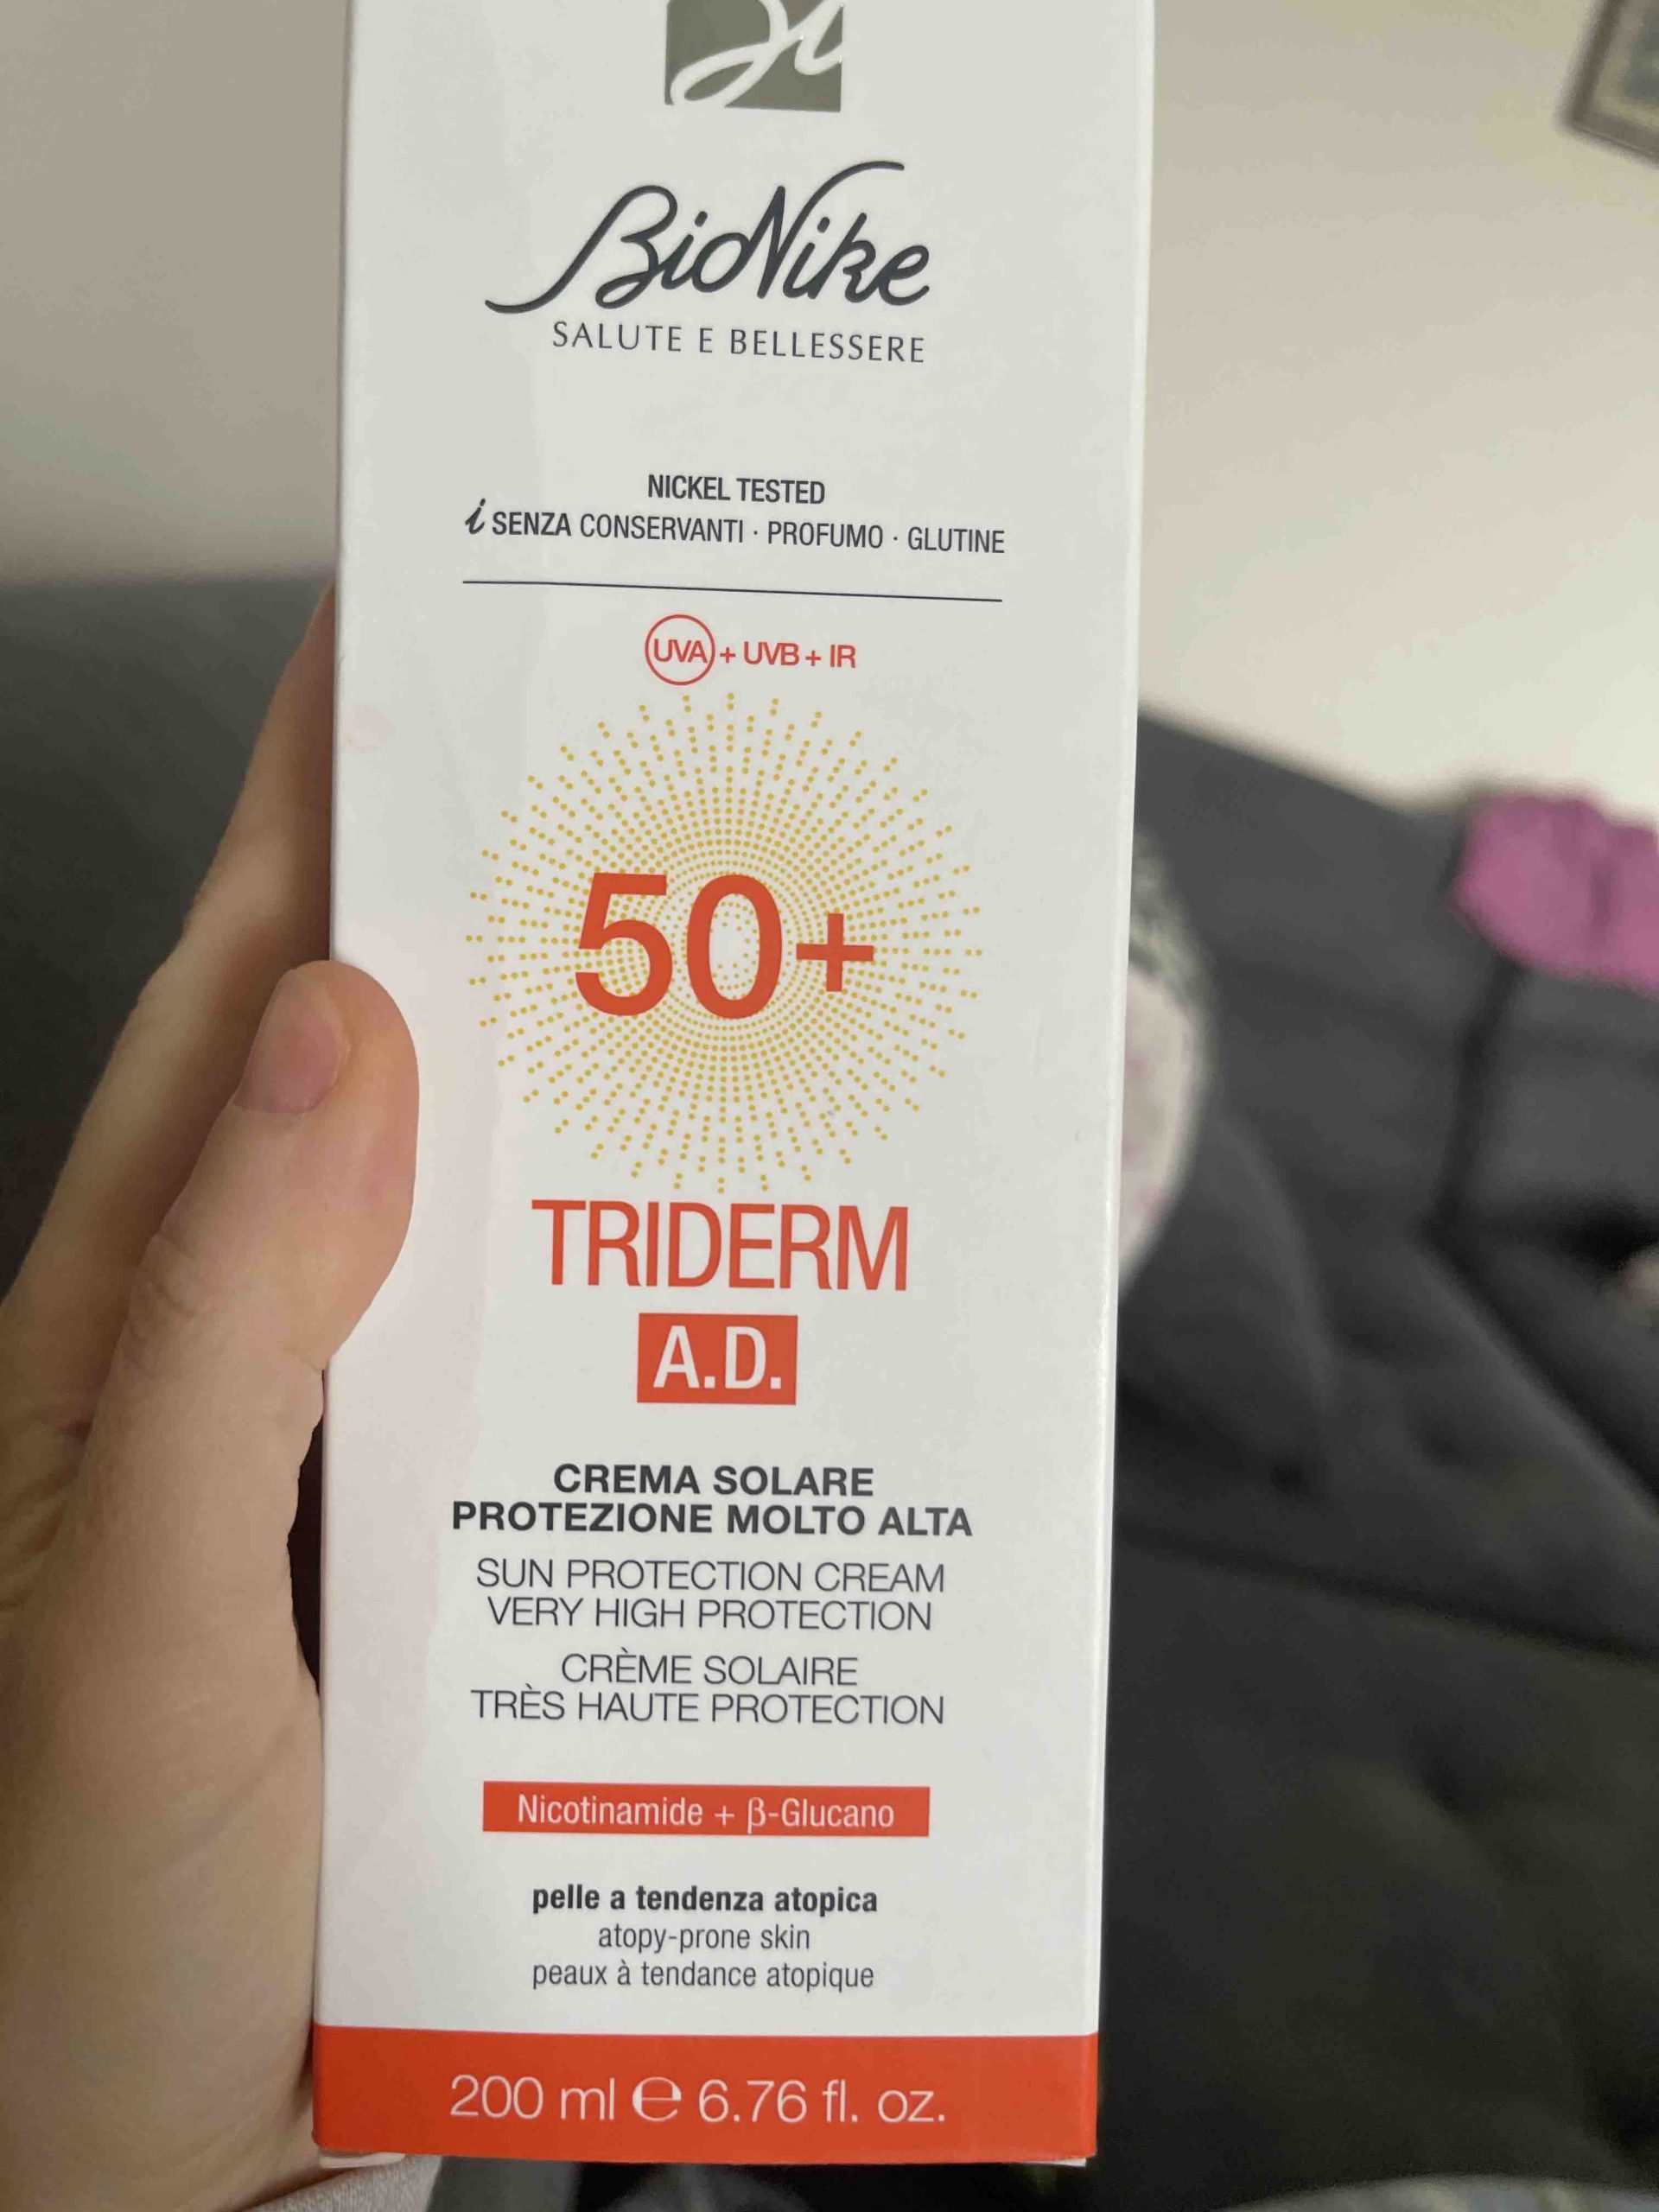 BioNike
SALUTE E BELLESSERE
NICKEL TESTED
i SENZA CONSERVANTI · PROFUMO · GLUTINE
UVA + UVB + IR
50+
TRIDERM
A.D.
CREMA SOLARE
PROTEZIONE MOLTO ALTA
SUN PROTECTION CREAM
VERY HIGH PROTECTION
CRÈME SOLAIRE
TRÈS HAUTE PROTECTION
Nicotinamide + β-Glucano
pelle a tendenza atopica
atopy-prone skin
peaux à tendance atopique
200 ml ℮ 6.76 fl. oz.